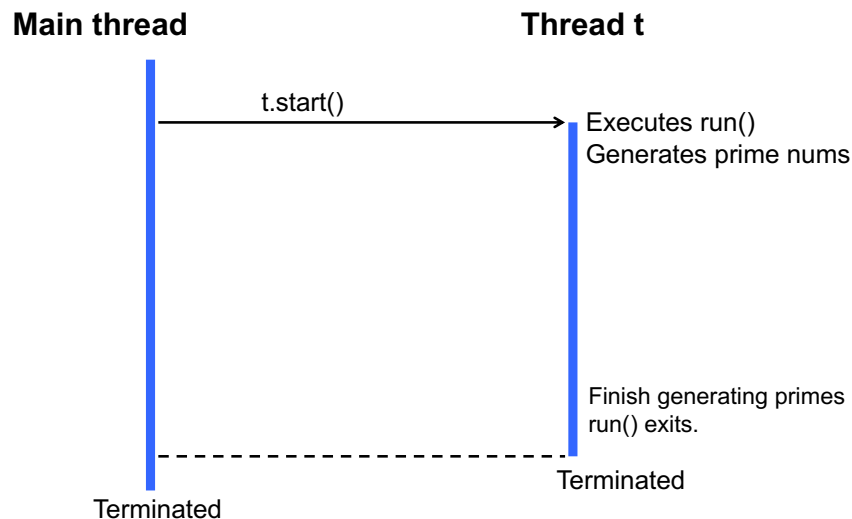 Main thread
Thread t
t.start()
Executes run()
Generates prime nums
Finish generating primes
run() exits.
Terminated
Terminated